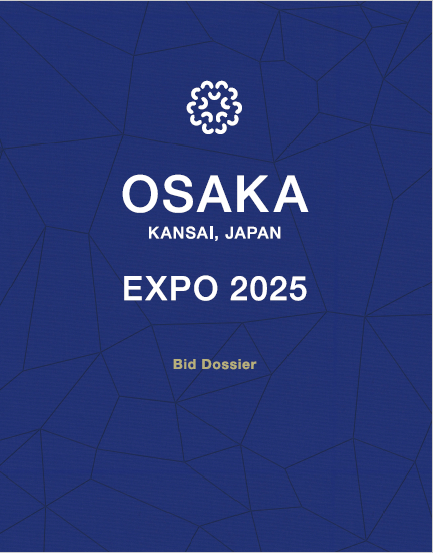 OSAKA
KANSAI, JAPAN
EXPO 2025
Bid Dossier